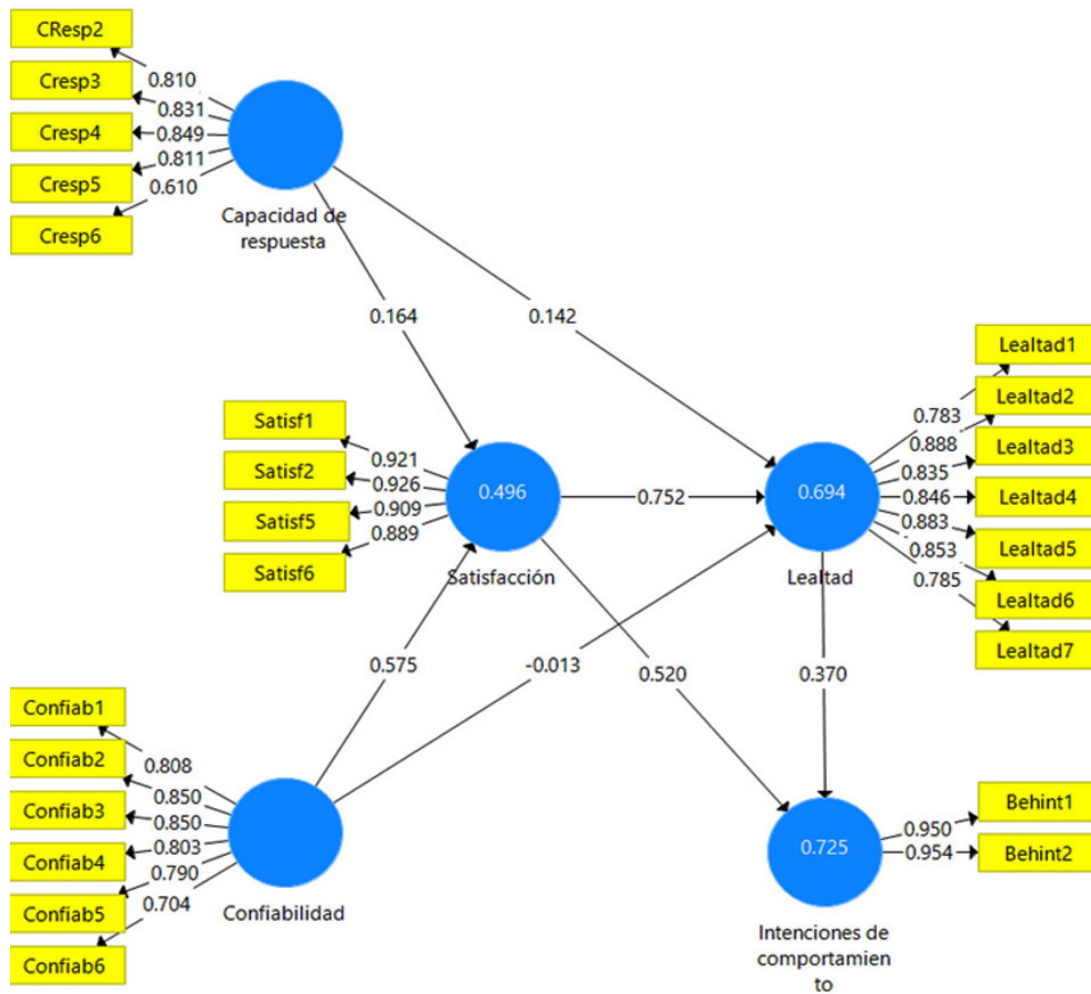 CResp2
Cresp3
Cresp4
Cresp5
Cresp6
0.810
0.831
0.849
0.811
0.610
Capacidad de
respuesta
0.164
0.142
Satisf1
Satisf2
Satisf5
Satisf6
0.921
0.926
0.909
0.889
0.496
Satisfacción
0.752
0.694
Lealtad
0.783
0.888
0.835
0.846
0.883
0.853
0.785
Lealtad1
Lealtad2
Lealtad3
Lealtad4
Lealtad5
Lealtad6
Lealtad7
0.575
-0.013
0.520
0.370
Confiab1
Confiab2
Confiab3
Confiab4
Confiab5
Confiab6
0.808
0.850
0.850
0.803
0.790
0.704
Confiabilidad
0.725
Intenciones de
comportamien
to
0.950
0.954
Behint1
Behint2